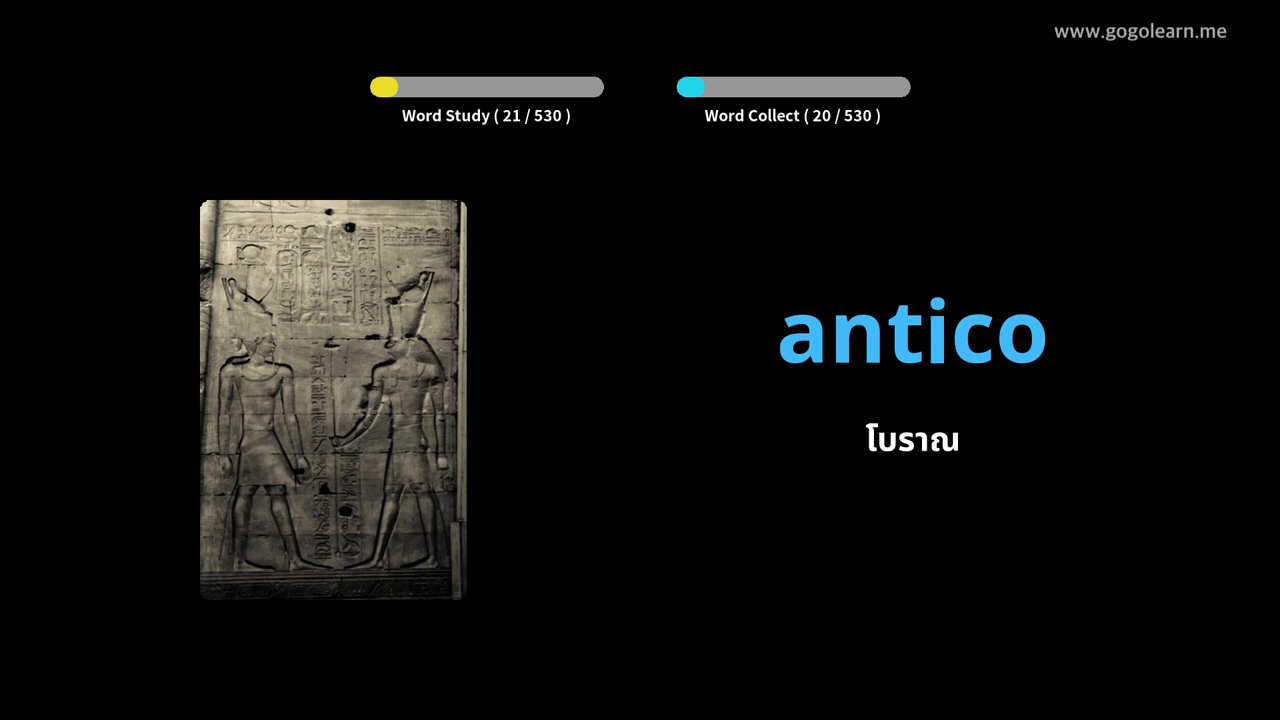 www.gogolearn.me
Word Study ( 21 / 530 )
Word Collect ( 20 / 530 )
antico
โบราณ